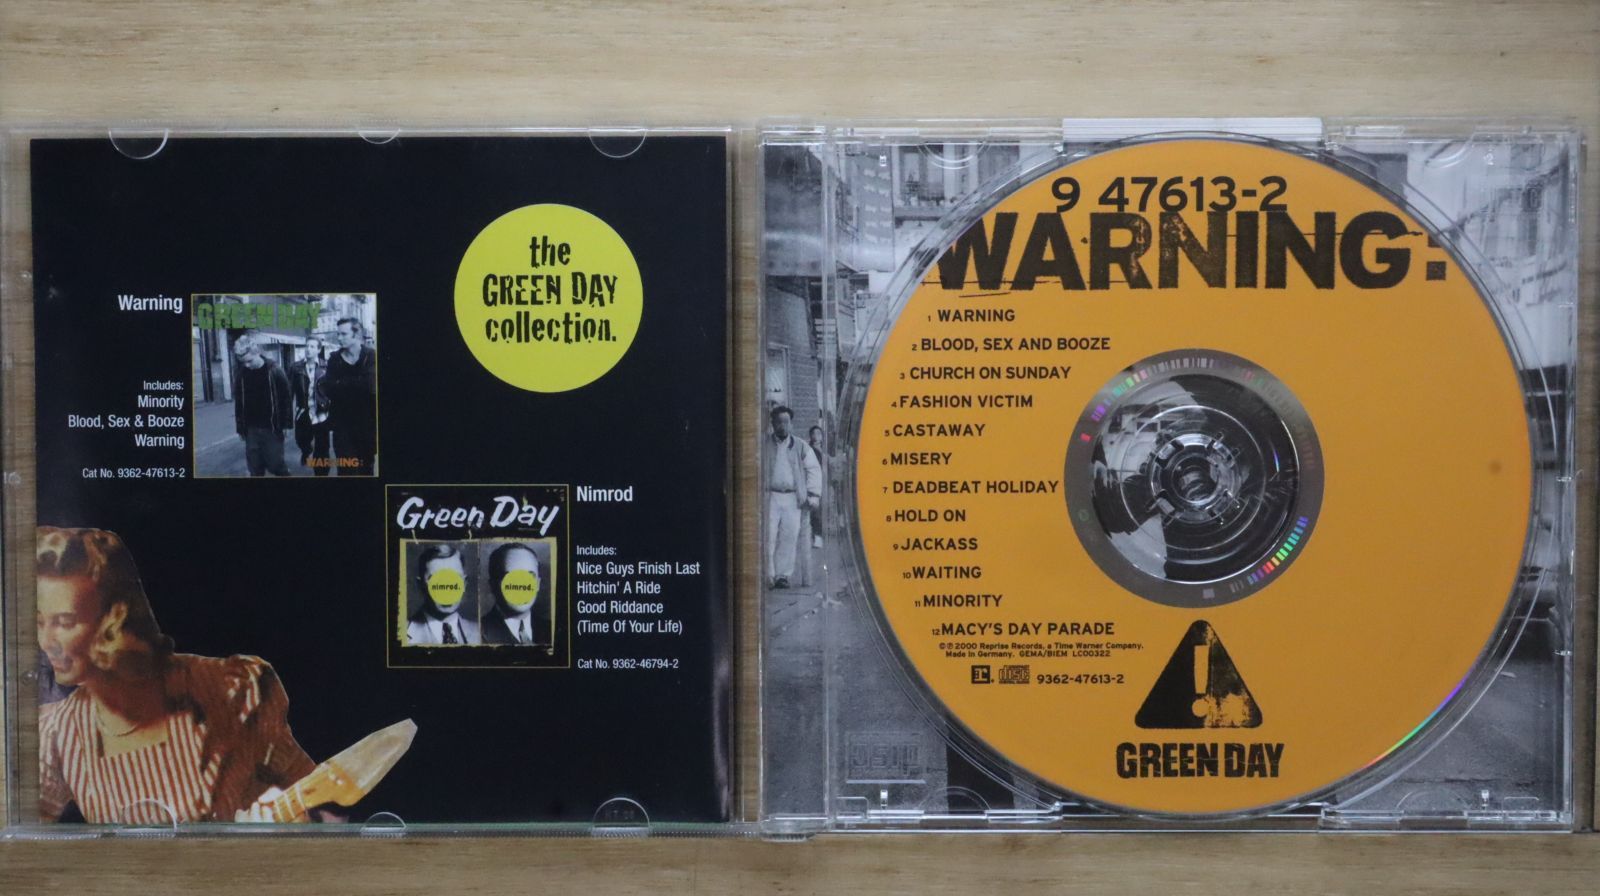 the
GREEN DAY
collection.
Warning
GREEN DAY
WARNING:
Includes:
Minority
Blood, Sex & Booze
Warning
Cat No. 9362-47613-2
Green Day
nimrod.
nimrod.
Nimrod
Includes:
Nice Guys Finish Last
Hitchin' A Ride
Good Riddance
(Time Of Your Life)
Cat No. 9362-46794-2
9 47613-2
WARNING:
1 WARNING
2 BLOOD, SEX AND BOOZE
3 CHURCH ON SUNDAY
4 FASHION VICTIM
5 CASTAWAY
6 MISERY
7 DEADBEAT HOLIDAY
8 HOLD ON
9 JACKASS
10 WAITING
11 MINORITY
12 MACY'S DAY PARADE
©℗ 2000 Reprise Records, a Time Warner Company.
Made in Germany. GEMA/BIEM LC00322
9362-47613-2
!
GREEN DAY